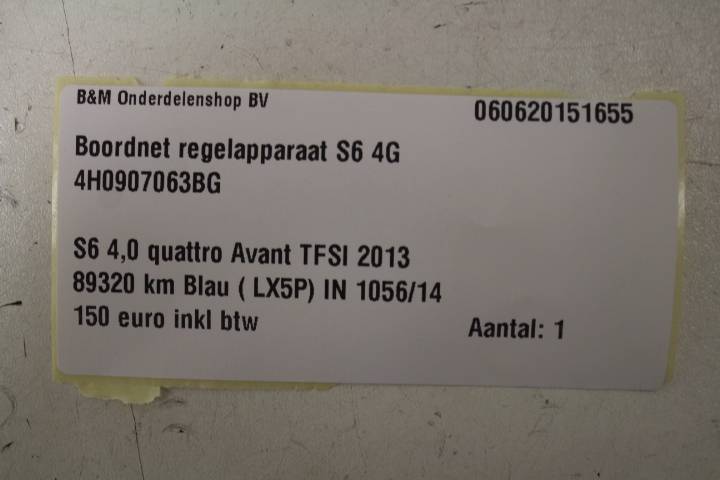 B&M Onderdelenshop BV
060620151655
Boordnet regelapparaat S6 4G
4H0907063BG
S6 4,0 quattro Avant TFSI 2013
89320 km Blau ( LX5P) IN 1056/14
150 euro inkl btw
Aantal: 1